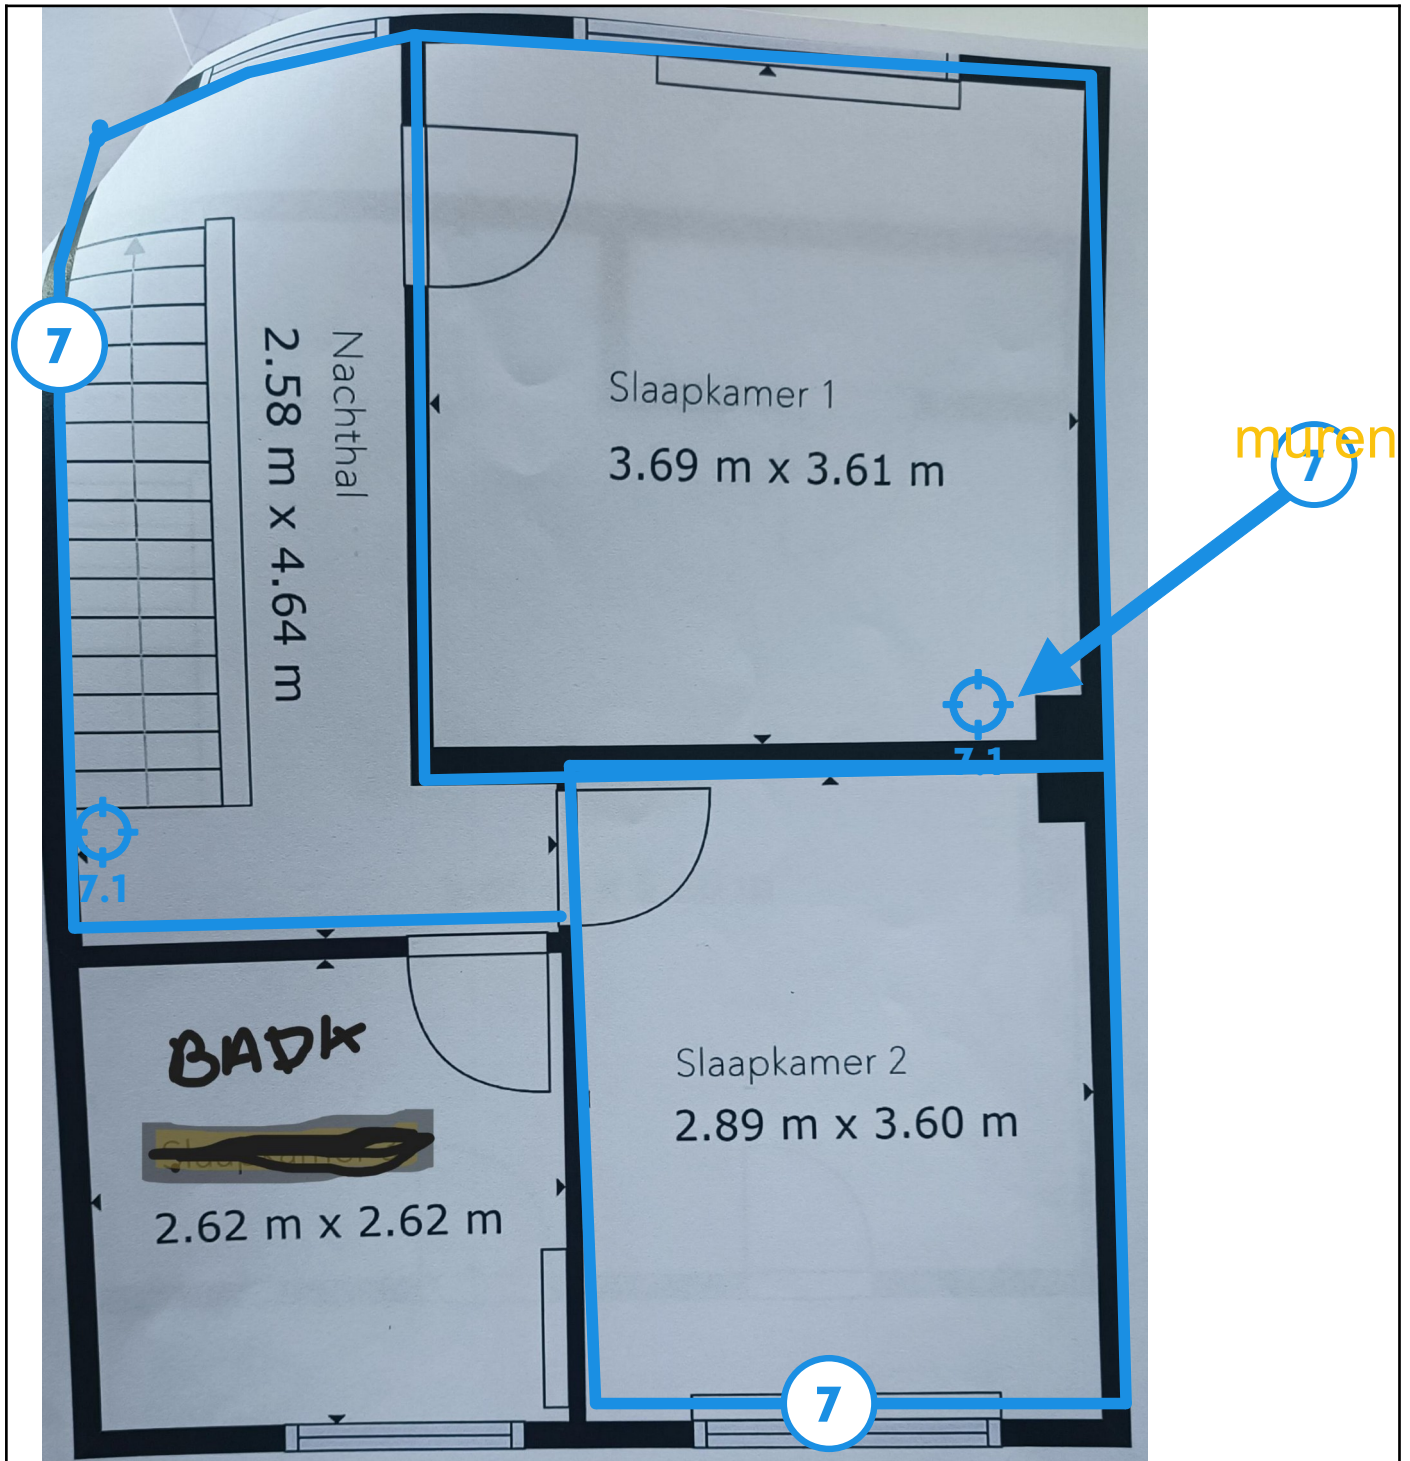 7
Nachthal
2.58 m x 4.64 m
Slaapkamer 1
3.69 m x 3.61 m
muren
7
7.1
7.1
BADK
2.62 m x 2.62 m
Slaapkamer 2
2.89 m x 3.60 m
7